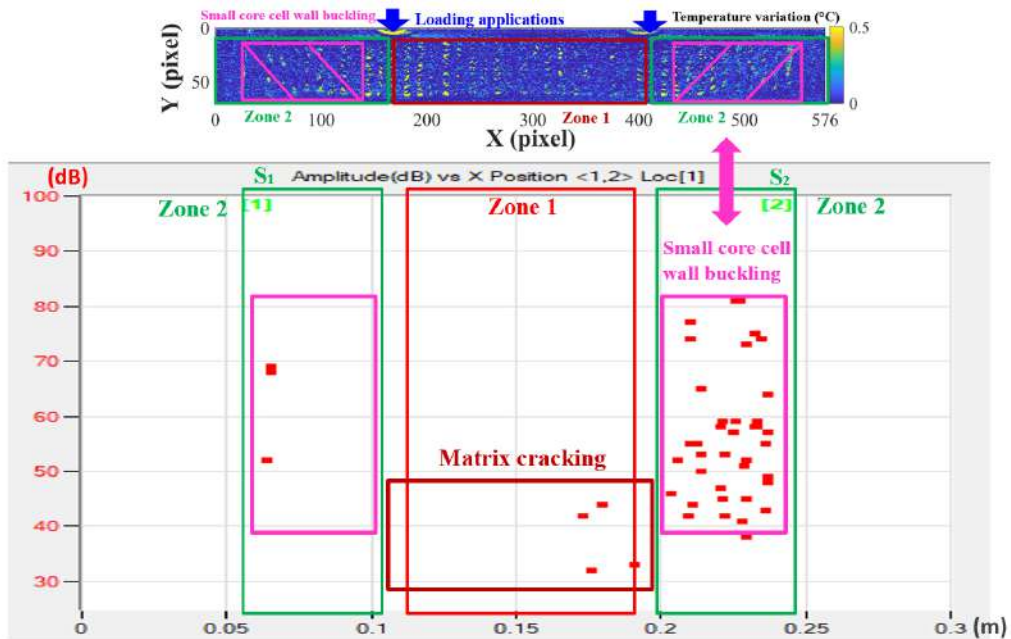 Small core cell wall buckling Loading applications Temperature variation (°C)
0 0.5
Y (pixel)
50
0
0 100 200 300 400 500 576
Zone 2 Zone 1 Zone 2
X (pixel)
(dB) S₁ Amplitude(dB) vs X Position <1,2> Loc[1] S₂
100
Zone 2 [1] Zone 1 [2] Zone 2
90
Small core cell
wall buckling
80
70
60
50
Matrix cracking
40
30
0 0.05 0.1 0.15 0.2 0.25 0.3 (m)